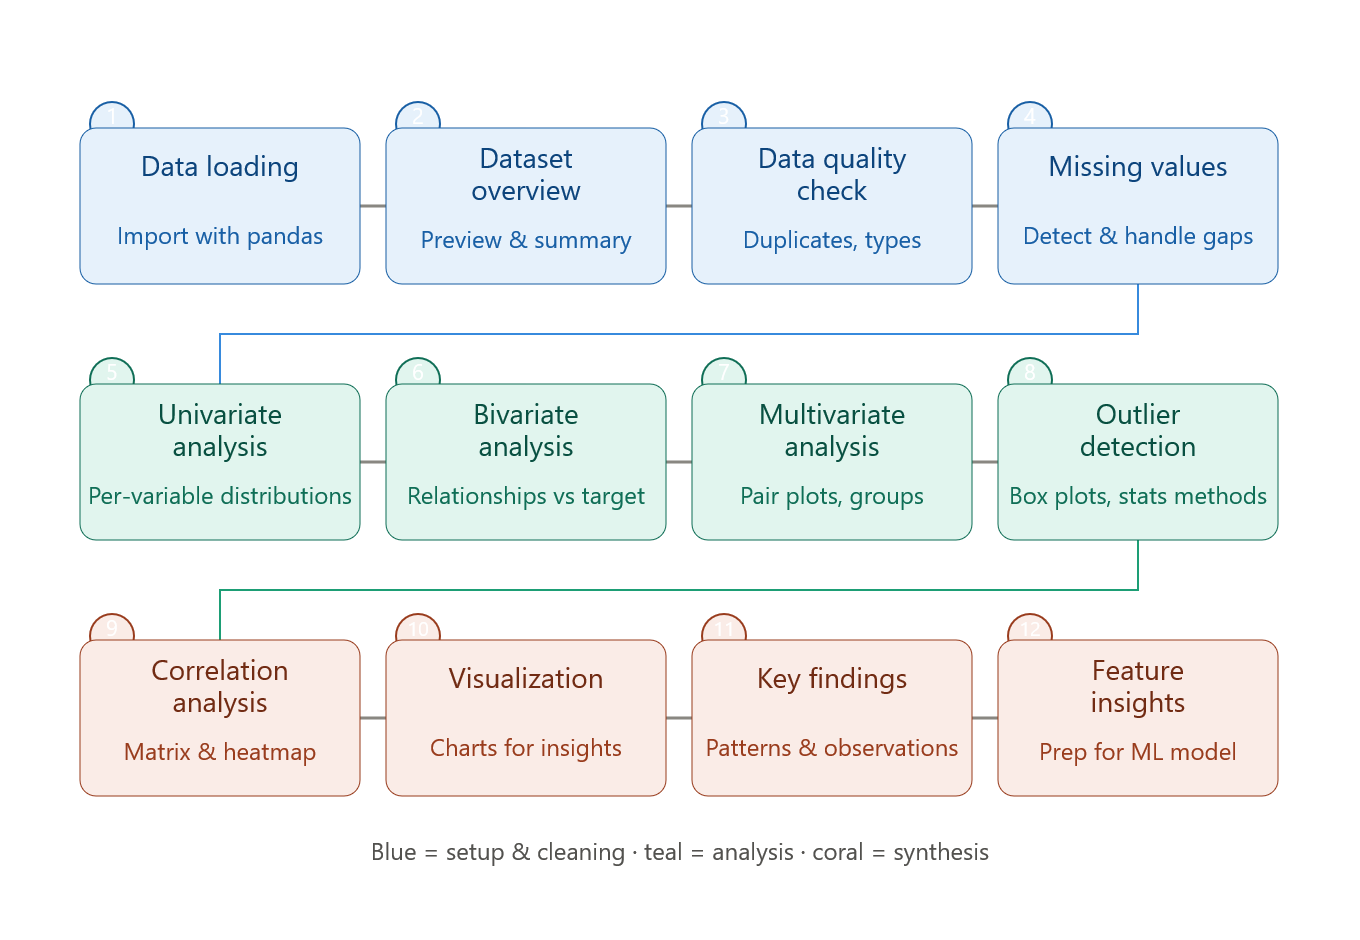 1
2
3
4
Data loading
Import with pandas
Dataset
overview
Preview & summary
Data quality
check
Duplicates, types
Missing values
Detect & handle gaps
5
6
7
8
Univariate
analysis
Per-variable distributions
Bivariate
analysis
Relationships vs target
Multivariate
analysis
Pair plots, groups
Outlier
detection
Box plots, stats methods
9
10
11
12
Correlation
analysis
Matrix & heatmap
Visualization
Charts for insights
Key findings
Patterns & observations
Feature
insights
Prep for ML model
Blue = setup & cleaning · teal = analysis · coral = synthesis